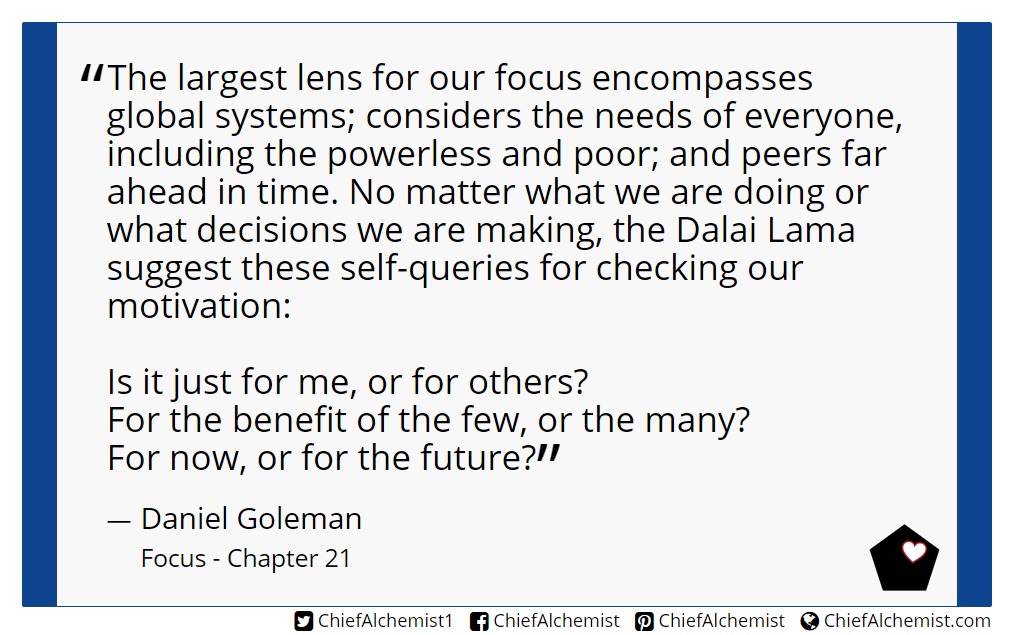 “The largest lens for our focus encompasses
global systems; considers the needs of everyone,
including the powerless and poor; and peers far
ahead in time. No matter what we are doing or
what decisions we are making, the Dalai Lama
suggest these self-queries for checking our
motivation:
Is it just for me, or for others?
For the benefit of the few, or the many?
For now, or for the future?”
— Daniel Goleman
Focus - Chapter 21
ChiefAlchemist1 ChiefAlchemist ChiefAlchemist ChiefAlchemist.com